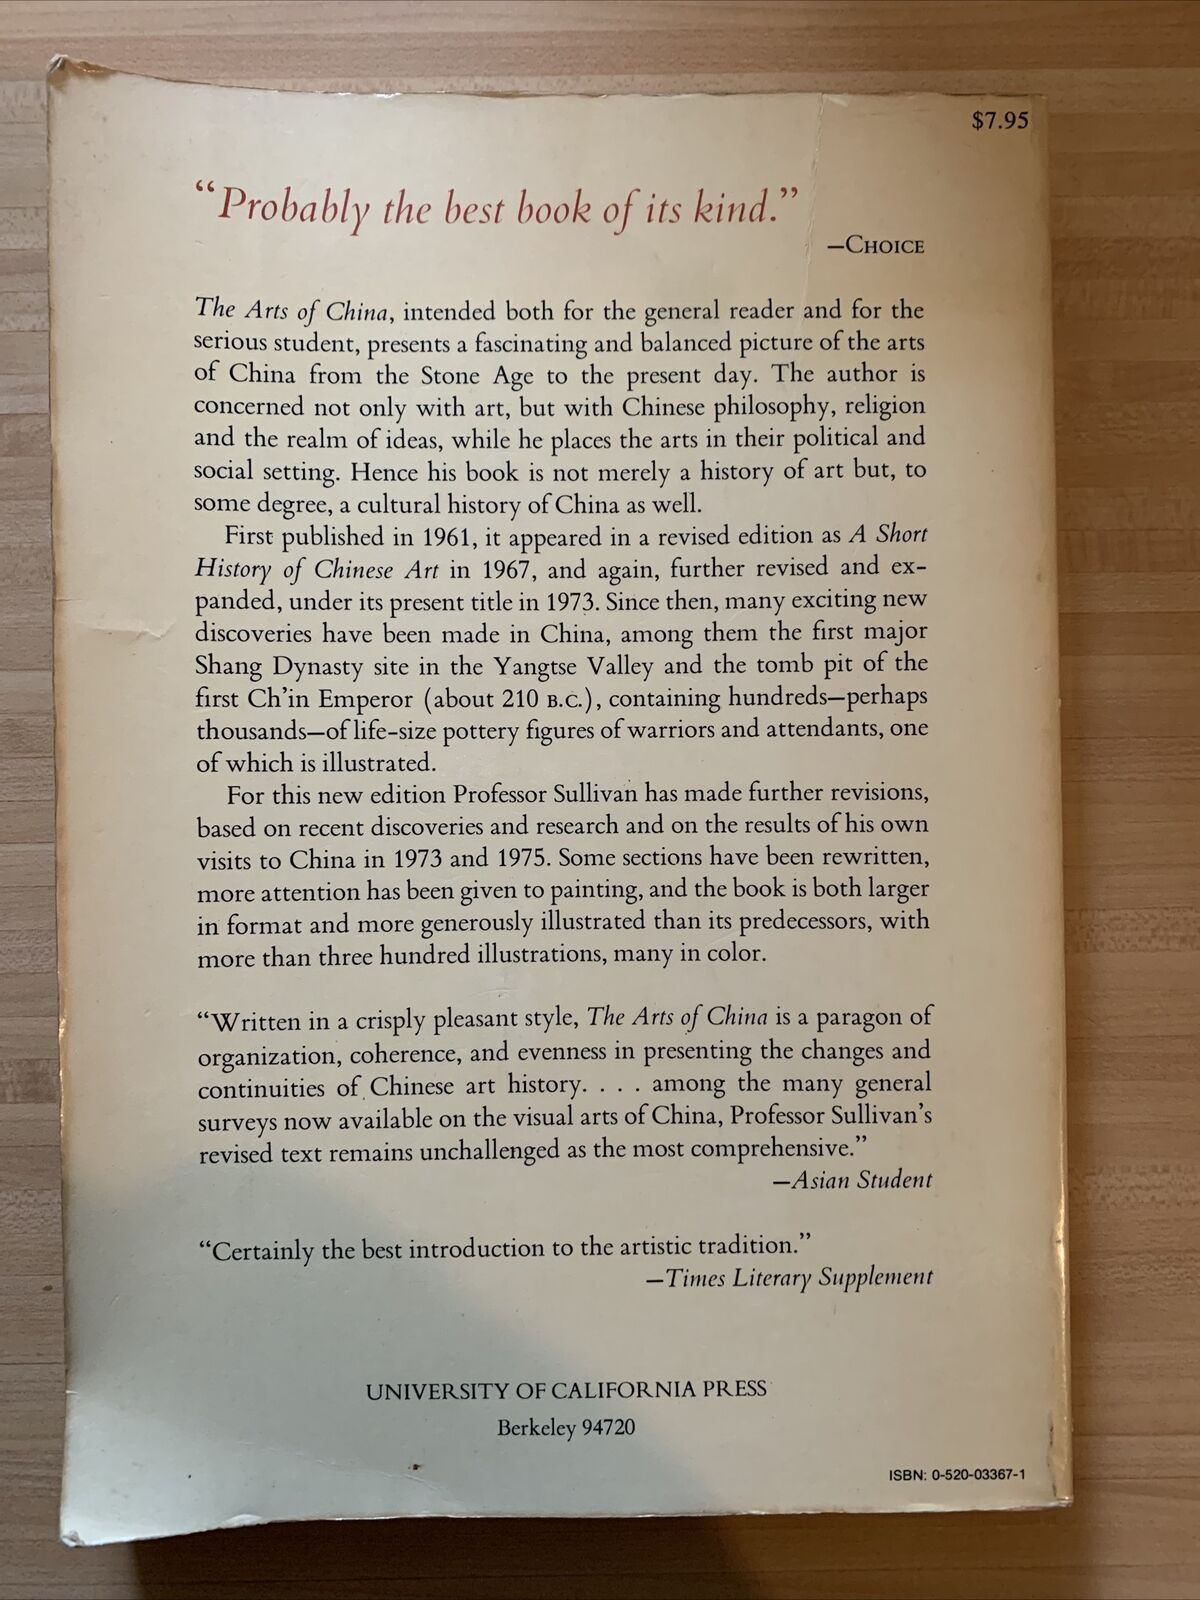 $7.95
“Probably the best book of its kind.”
—CHOICE
The Arts of China, intended both for the general reader and for the
serious student, presents a fascinating and balanced picture of the arts
of China from the Stone Age to the present day. The author is
concerned not only with art, but with Chinese philosophy, religion
and the realm of ideas, while he places the arts in their political and
social setting. Hence his book is not merely a history of art but, to
some degree, a cultural history of China as well.
First published in 1961, it appeared in a revised edition as A Short
History of Chinese Art in 1967, and again, further revised and ex-
panded, under its present title in 1973. Since then, many exciting new
discoveries have been made in China, among them the first major
Shang Dynasty site in the Yangtse Valley and the tomb pit of the
first Ch’in Emperor (about 210 B.C.), containing hundreds—perhaps
thousands—of life-size pottery figures of warriors and attendants, one
of which is illustrated.
For this new edition Professor Sullivan has made further revisions,
based on recent discoveries and research and on the results of his own
visits to China in 1973 and 1975. Some sections have been rewritten,
more attention has been given to painting, and the book is both larger
in format and more generously illustrated than its predecessors, with
more than three hundred illustrations, many in color.
“Written in a crisply pleasant style, The Arts of China is a paragon of
organization, coherence, and evenness in presenting the changes and
continuities of Chinese art history. . . . among the many general
surveys now available on the visual arts of China, Professor Sullivan’s
revised text remains unchallenged as the most comprehensive.”
—Asian Student
“Certainly the best introduction to the artistic tradition.”
—Times Literary Supplement
UNIVERSITY OF CALIFORNIA PRESS
Berkeley 94720
ISBN: 0-520-03367-1